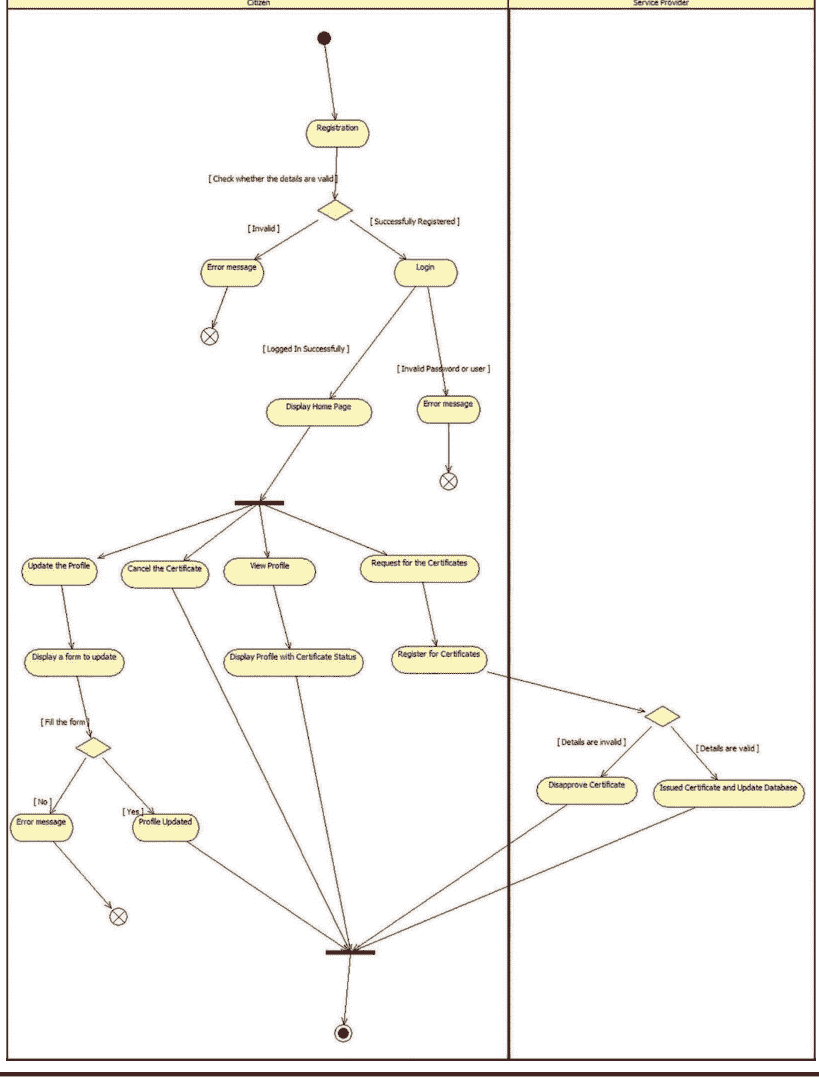 Citizen
Service Provider
Registration
[ Check whether the details are valid ]
[ Invalid ]
[ Successfully Registered ]
Error message
Login
[ Logged In Successfully ]
[ Invalid Password or user ]
Display Home Page
Error message
Update the Profile
Cancel the Certificate
View Profile
Request for the Certificates
Display a form to update
Display Profile with Certificate Status
Register for Certificates
[ Fill the form ]
[ Details are invalid ]
[ Details are valid ]
Disapprove Certificate
Issued Certificate and Update Database
[ No ]
[ Yes ]
Error message
Profile Updated